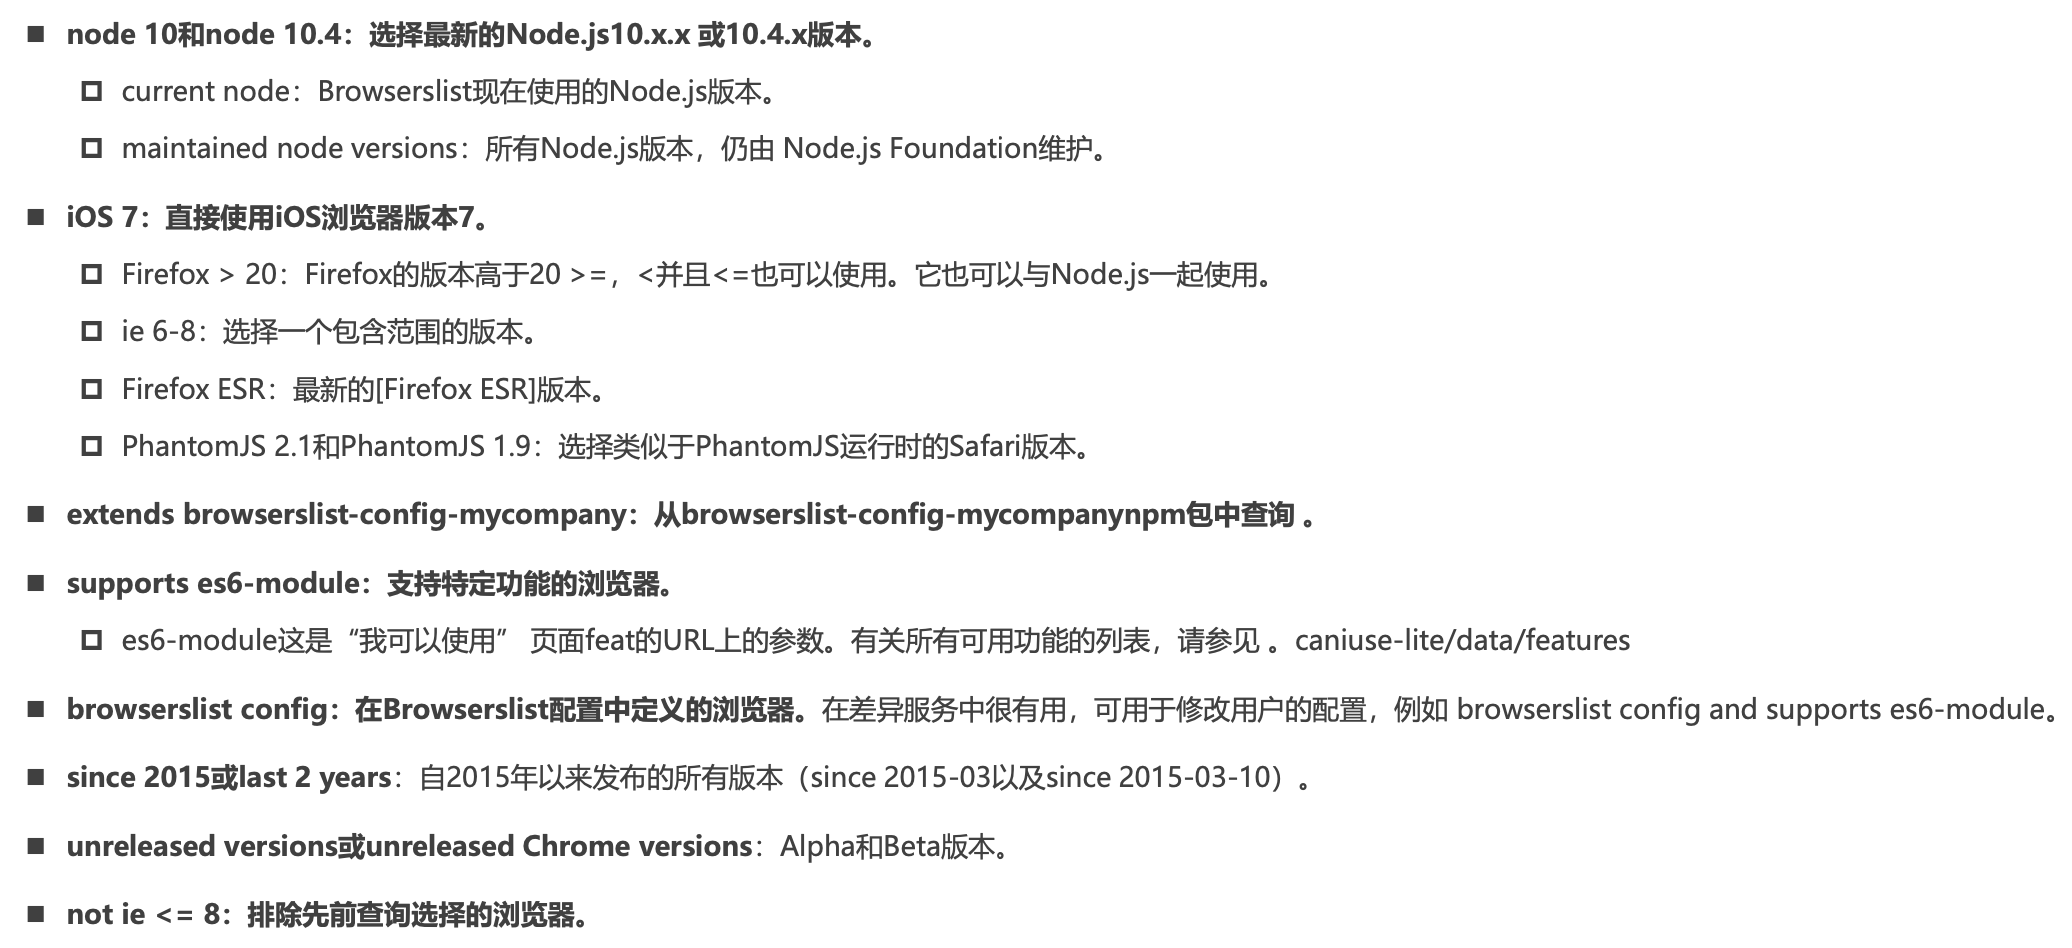 node 10和node 10.4：选择最新的Node.js10.x.x 或10.4.x版本。
current node：Browserslist现在使用的Node.js版本。
maintained node versions：所有Node.js版本，仍由 Node.js Foundation维护。
iOS 7：直接使用iOS浏览器版本7。
Firefox > 20：Firefox的版本高于20 >=，<并且<=也可以使用。它也可以与Node.js一起使用。
ie 6-8：选择一个包含范围的版本。
Firefox ESR：最新的[Firefox ESR]版本。
PhantomJS 2.1和PhantomJS 1.9：选择类似于PhantomJS运行时的Safari版本。
extends browserslist-config-mycompany：从browserslist-config-mycompanynpm包中查询 。
supports es6-module：支持特定功能的浏览器。
es6-module这是“我可以使用” 页面feat的URL上的参数。有关所有可用功能的列表，请参见 。caniuse-lite/data/features
browserslist config：在Browserslist配置中定义的浏览器。在差异服务中很有用，可用于修改用户的配置，例如 browserslist config and supports es6-module。
since 2015或last 2 years：自2015年以来发布的所有版本（since 2015-03以及since 2015-03-10）。
unreleased versions或unreleased Chrome versions：Alpha和Beta版本。
not ie <= 8：排除先前查询选择的浏览器。